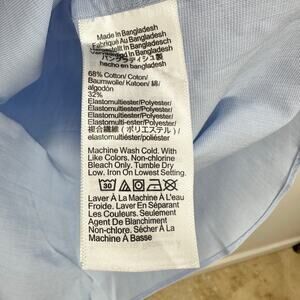 Made In Bangladesh
Fabriqué Au Bangladesh
Hergestellt in Bangladesch
バングラディシュ製
hecho en bangladesh
68% Cotton/ Coton/
Baumwolle/ Katoen/ 綿/
algodón
32%
Elastomultiester/Polyester/
Elastomultiester/Polyester/
Elastomulti-ester/Polyester/
Elastomultiester/Polyester/
複合繊維 (ポリエステル) /
elastomultiéster/poliéster
Machine Wash Cold. With
Like Colors. Non-chlorine
Bleach Only. Tumble Dry
Low. Iron On Lowest Setting.
30
Laver À La Machine À L'eau
Froide. Laver En Séparant
Les Couleurs. Seulement
Agent De Blanchiment
Non-chlore. Sécher À La
Machine À Basse